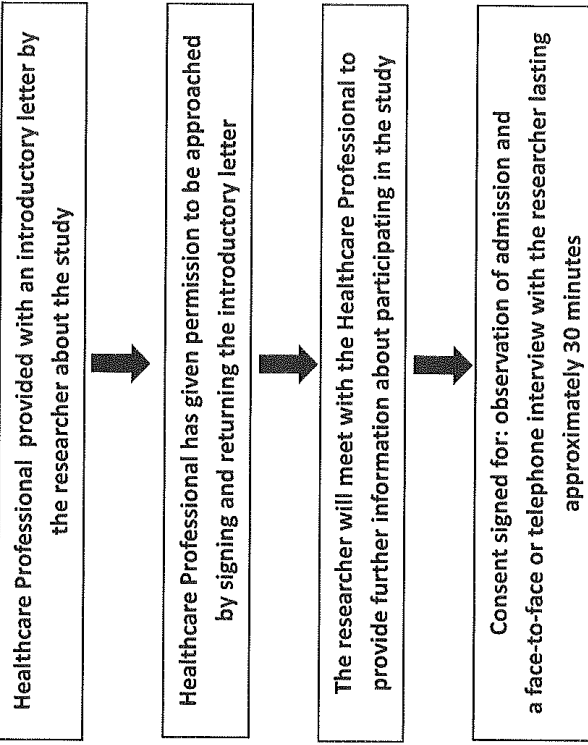 Healthcare Professional provided with an introductory letter by
the researcher about the study
Healthcare Professional has given permission to be approached
by signing and returning the introductory letter
The researcher will meet with the Healthcare Professional to
provide further information about participating in the study
Consent signed for: observation of admission and
a face-to-face or telephone interview with the researcher lasting
approximately 30 minutes